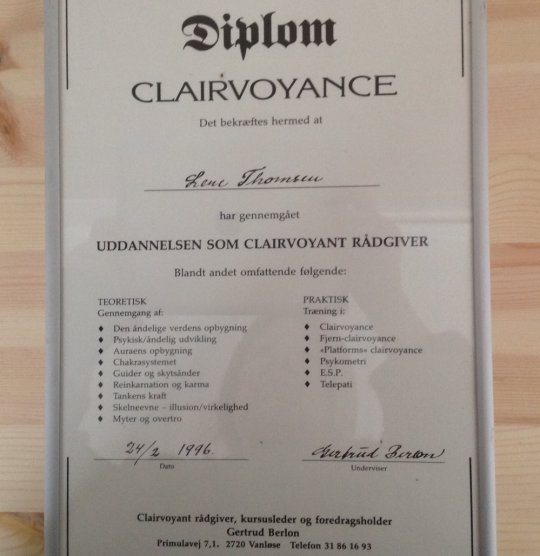 Diplom
CLAIRVOYANCE
Det bekræftes hermed at
Lene Thomsen
har gennemgået
UDDANNELSEN SOM CLAIRVOYANT RÅDGIVER
Blandt andet omfattende følgende:
TEORETISK
Gennemgang af:
♦ Den åndelige verdens opbygning
♦ Psykisk/åndelig udvikling
♦ Auraens opbygning
♦ Chakrasystemet
♦ Guider og skytsånder
♦ Reinkarnation og karma
♦ Tankens kraft
♦ Skelneevne – illusion/virkelighed
♦ Myter og overtro
PRAKTISK
Træning i:
♦ Clairvoyance
♦ Fjern-clairvoyance
♦ «Platforms« clairvoyance
♦ Psykometri
♦ E.S.P.
♦ Telepati
24/2 1996.
Dato
Gertrud Berlon
Underviser
Clairvoyant rådgiver, kursusleder og foredragsholder
Gertrud Berlon
Primulavej 7,1. 2720 Vanløse Telefon 31 86 16 93